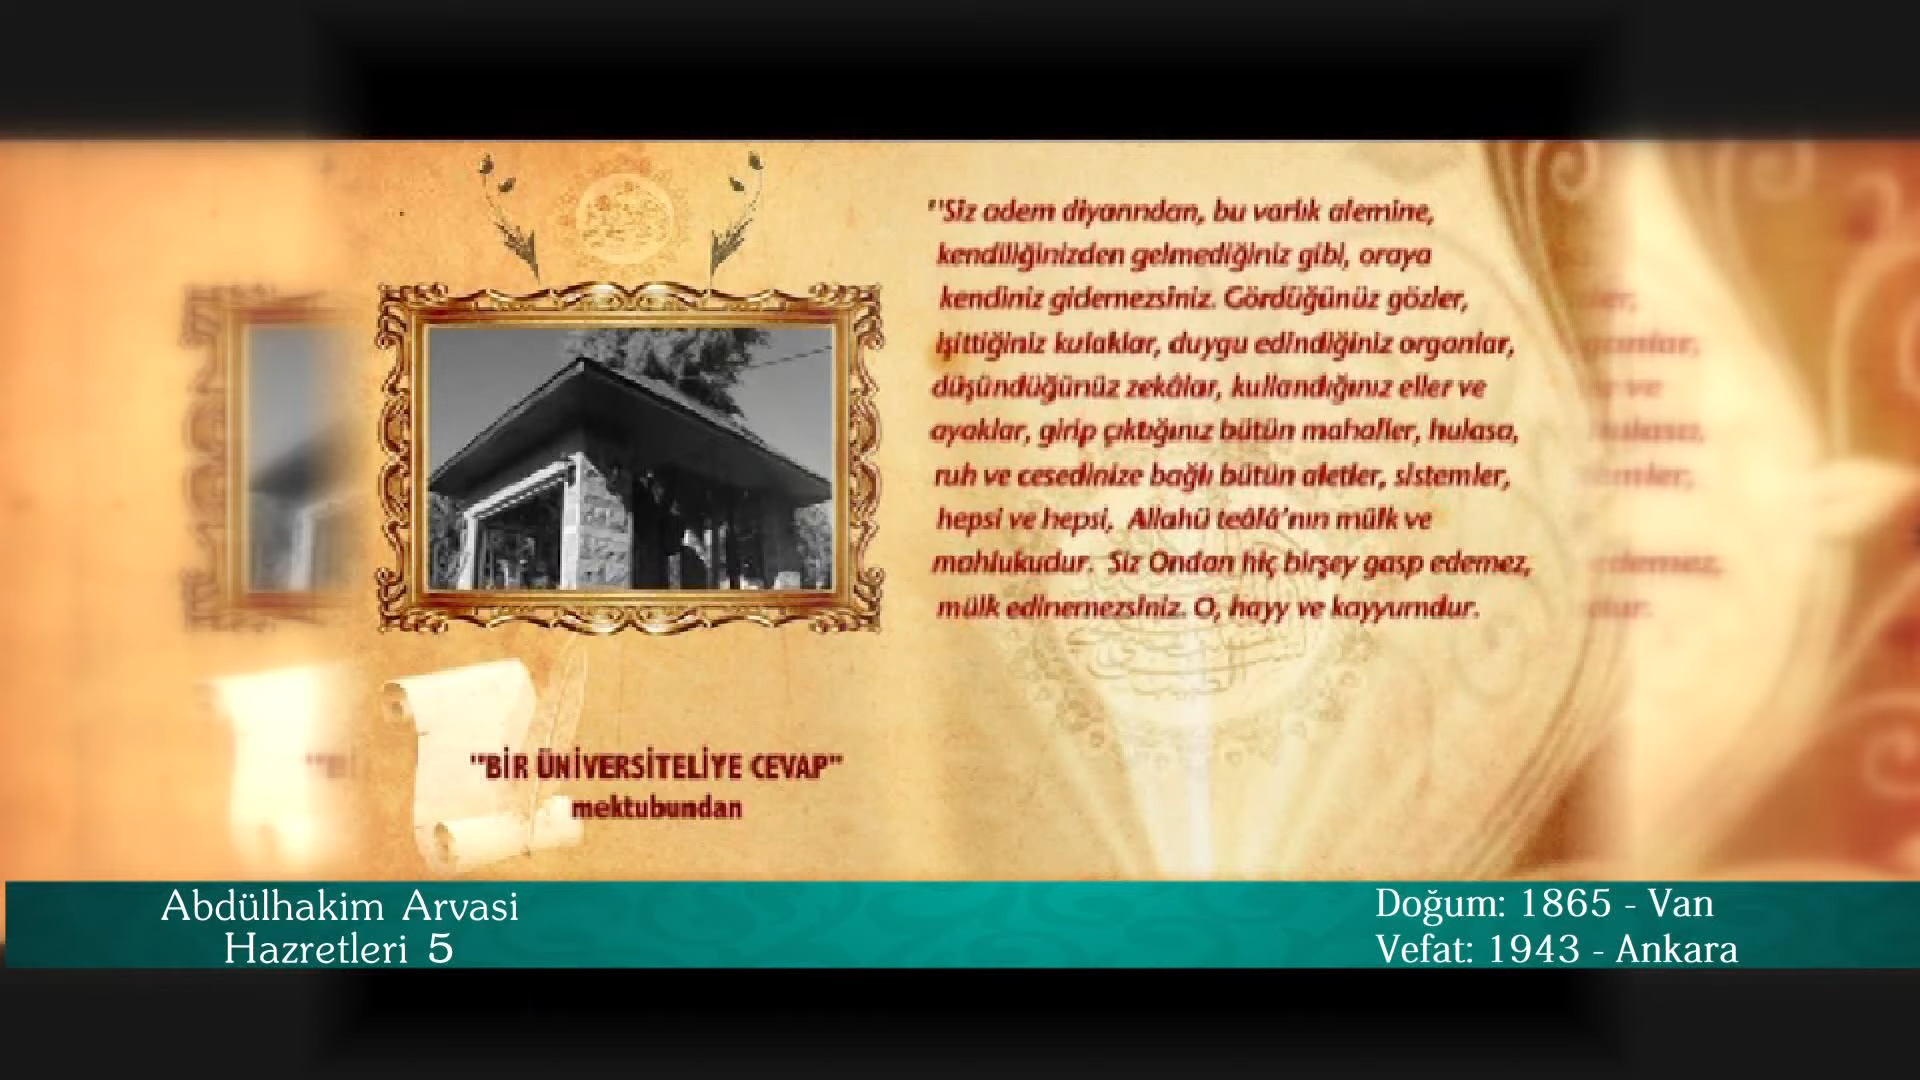 "Siz adem diyarından, bu varlık alemine,
kendiliğinizden gelmediğiniz gibi, oraya
kendiniz gidemezsiniz. Gördüğünüz gözler,
işittiğiniz kulaklar, duygu edindiğiniz organlar,
düşündüğünüz zekâlar, kullandığınız eller ve
ayaklar, girip çıktığınız bütün mahaller, hulasa,
ruh ve cesedinize bağlı bütün aletler, sistemler,
hepsi ve hepsi, Allahü teâlâ'nın mülk ve
mahlukudur. Siz Ondan hiç birşey gasp edemez,
mülk edinemezsiniz. O, hayy ve kayyumdur.
"BİR ÜNİVERSİTELİYE CEVAP"
mektubundan
Abdülhakim Arvasi
Hazretleri 5
Doğum: 1865 - Van
Vefat: 1943 - Ankara